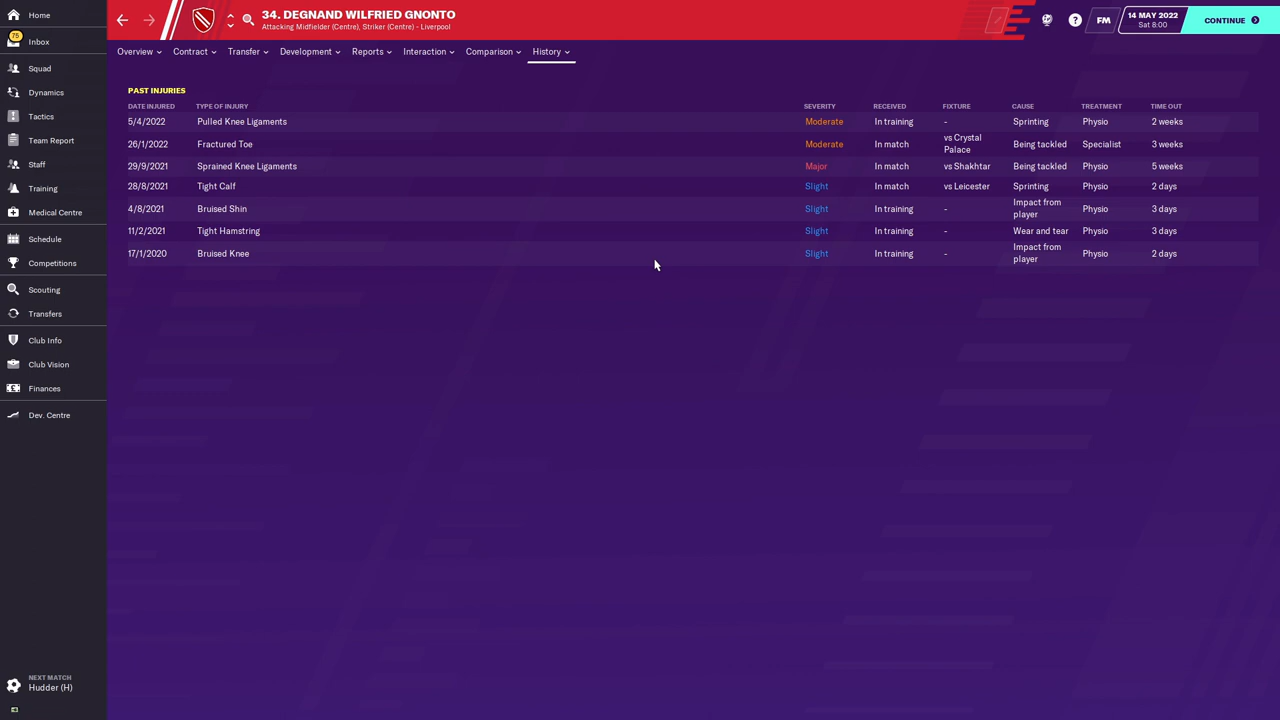 Home
75
Inbox
Squad
Dynamics
Tactics
Team Report
Staff
Training
Medical Centre
Schedule
Competitions
Scouting
Transfers
Club Info
Club Vision
Finances
Dev. Centre
NEXT MATCH
Hudder (H)
34. DEGNAND WILFRIED GNONTO
Attacking Midfielder (Centre), Striker (Centre) - Liverpool
? FM 14 MAY 2022 CONTINUE
Sat 8:00
Overview Contract Transfer Development Reports Interaction Comparison History
PAST INJURIES
DATE INJURED TYPE OF INJURY SEVERITY RECEIVED FIXTURE CAUSE TREATMENT TIME OUT
5/4/2022 Pulled Knee Ligaments Moderate In training - Sprinting Physio 2 weeks
26/1/2022 Fractured Toe Moderate In match vs Crystal Palace Being tackled Specialist 3 weeks
29/9/2021 Sprained Knee Ligaments Major In match vs Shakhtar Being tackled Physio 5 weeks
28/8/2021 Tight Calf Slight In match vs Leicester Sprinting Physio 2 days
4/8/2021 Bruised Shin Slight In training - Impact from player Physio 3 days
11/2/2021 Tight Hamstring Slight In training - Wear and tear Physio 3 days
17/1/2020 Bruised Knee Slight In training - Impact from player Physio 2 days